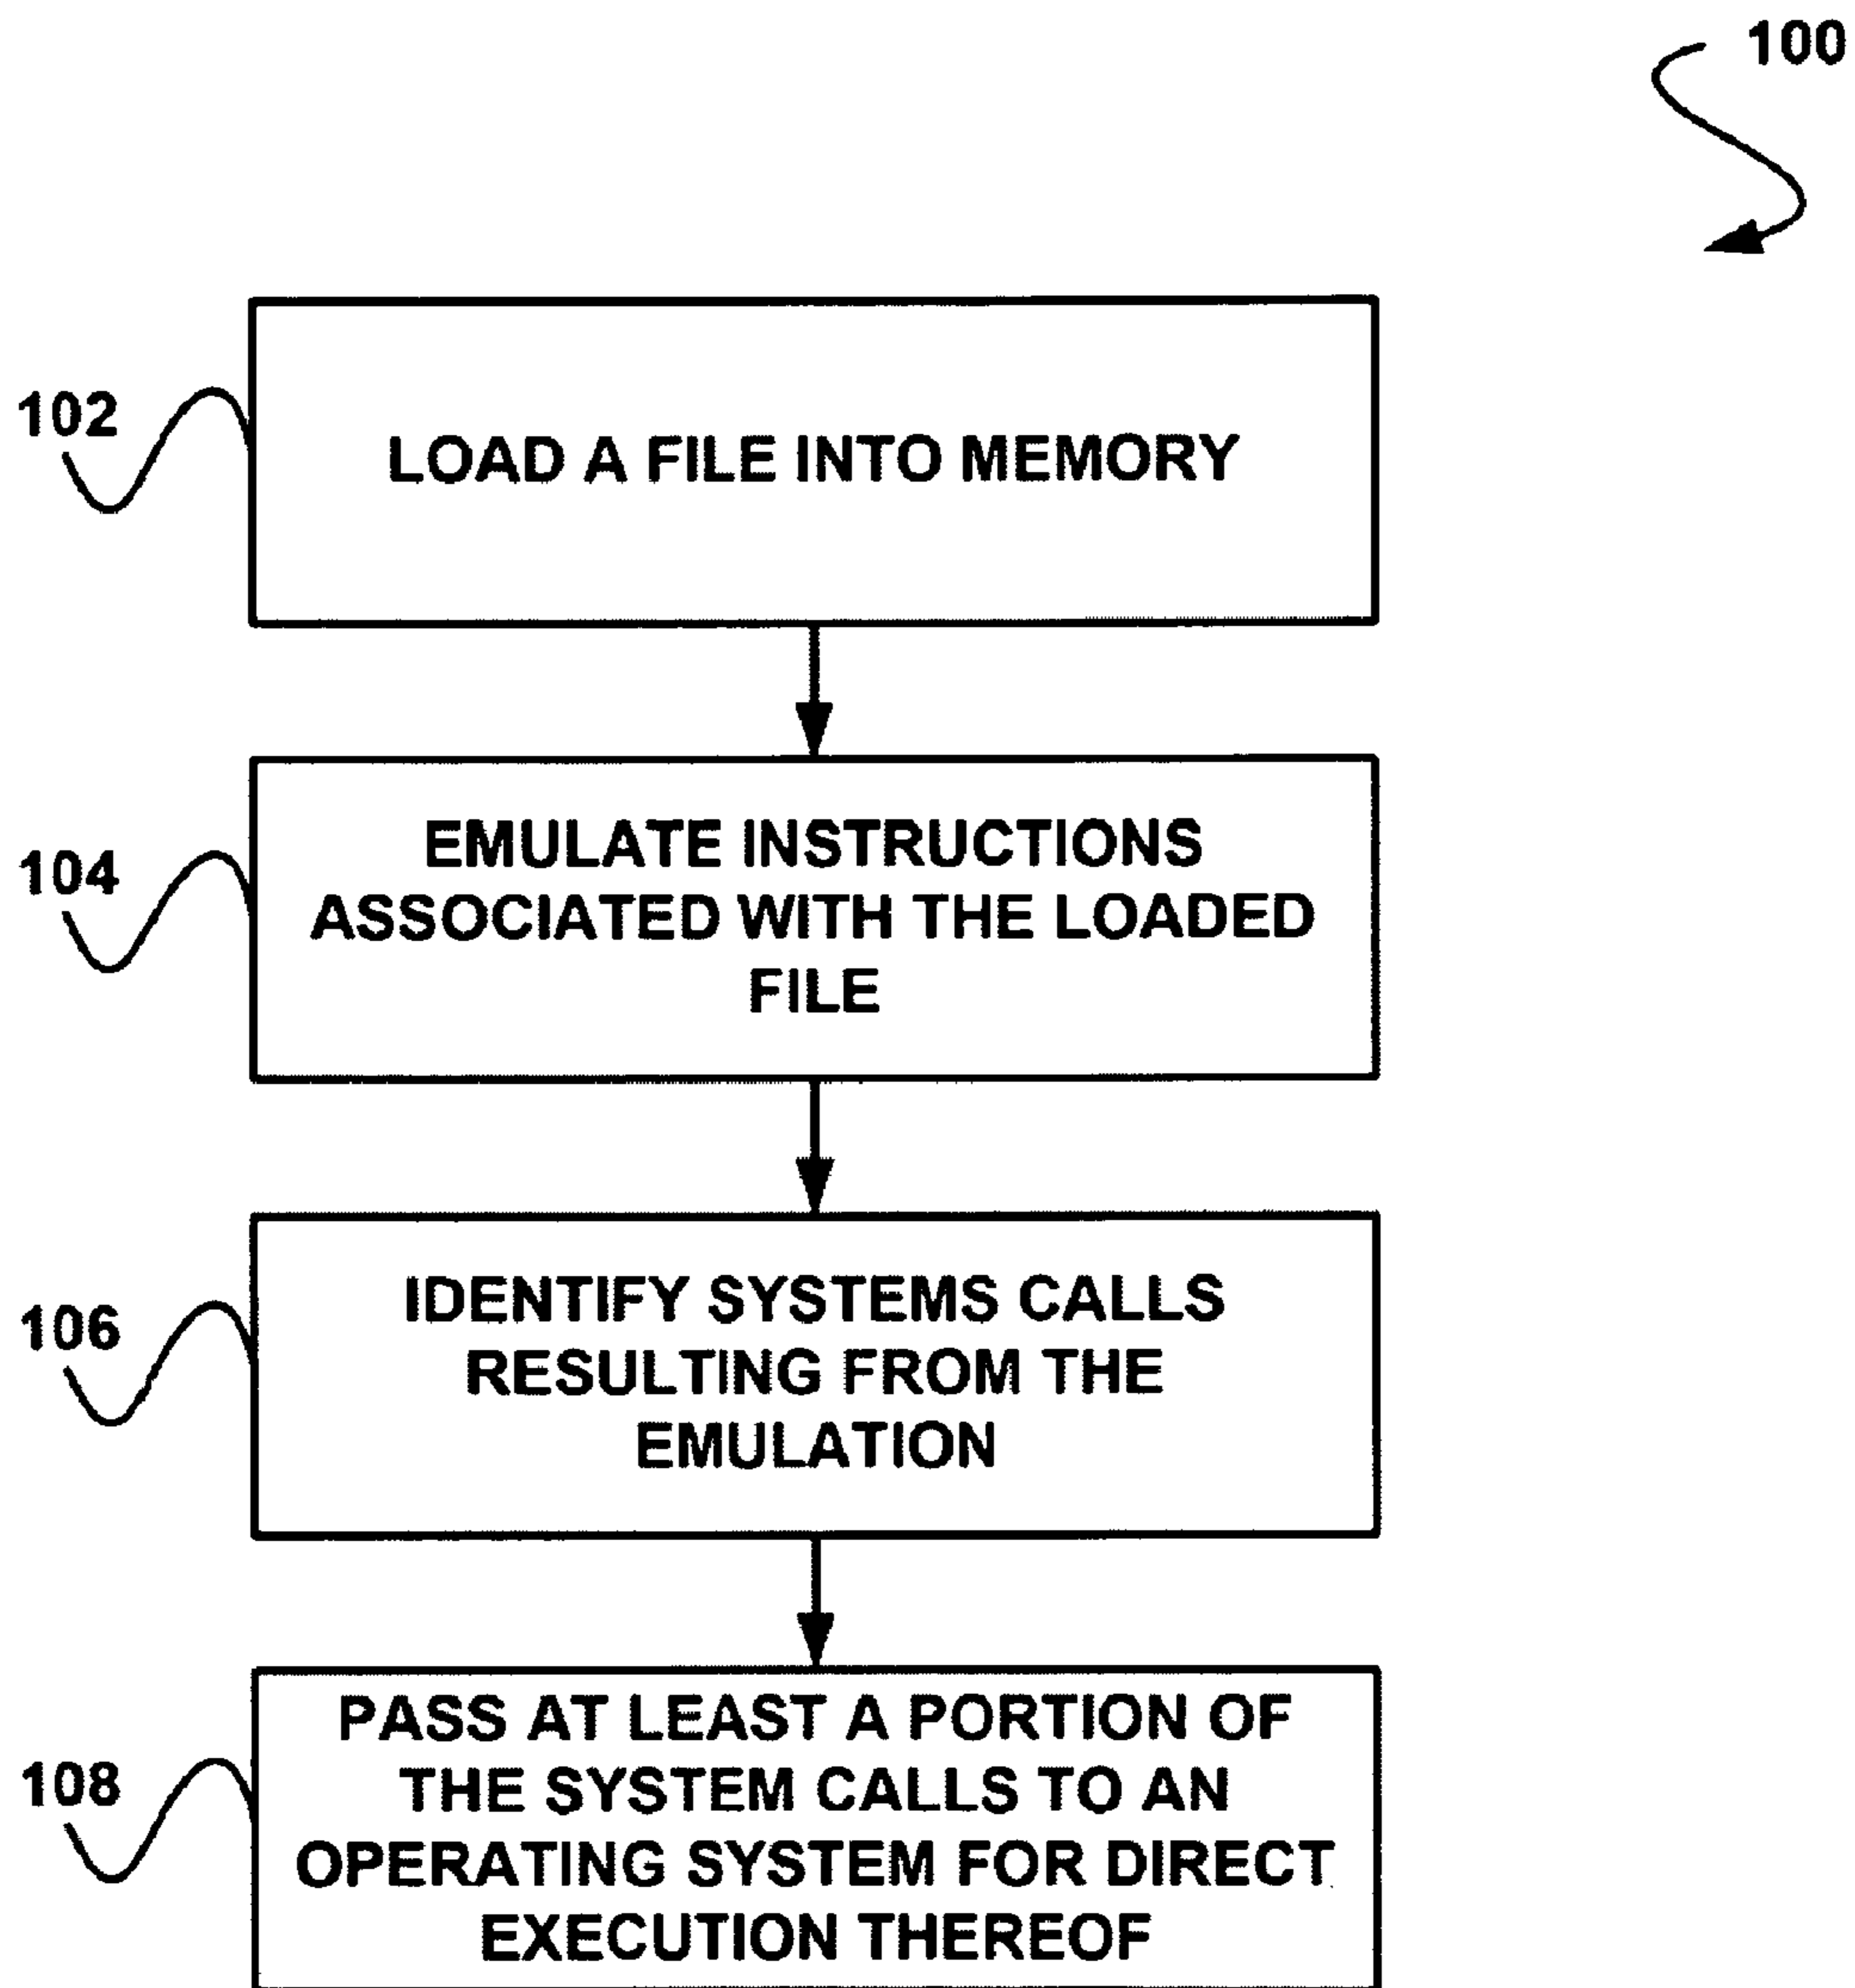 100
102
LOAD A FILE INTO MEMORY
104
EMULATE INSTRUCTIONS
ASSOCIATED WITH THE LOADED
FILE
106
IDENTIFY SYSTEMS CALLS
RESULTING FROM THE
EMULATION
108
PASS AT LEAST A PORTION OF
THE SYSTEM CALLS TO AN
OPERATING SYSTEM FOR DIRECT
EXECUTION THEREOF